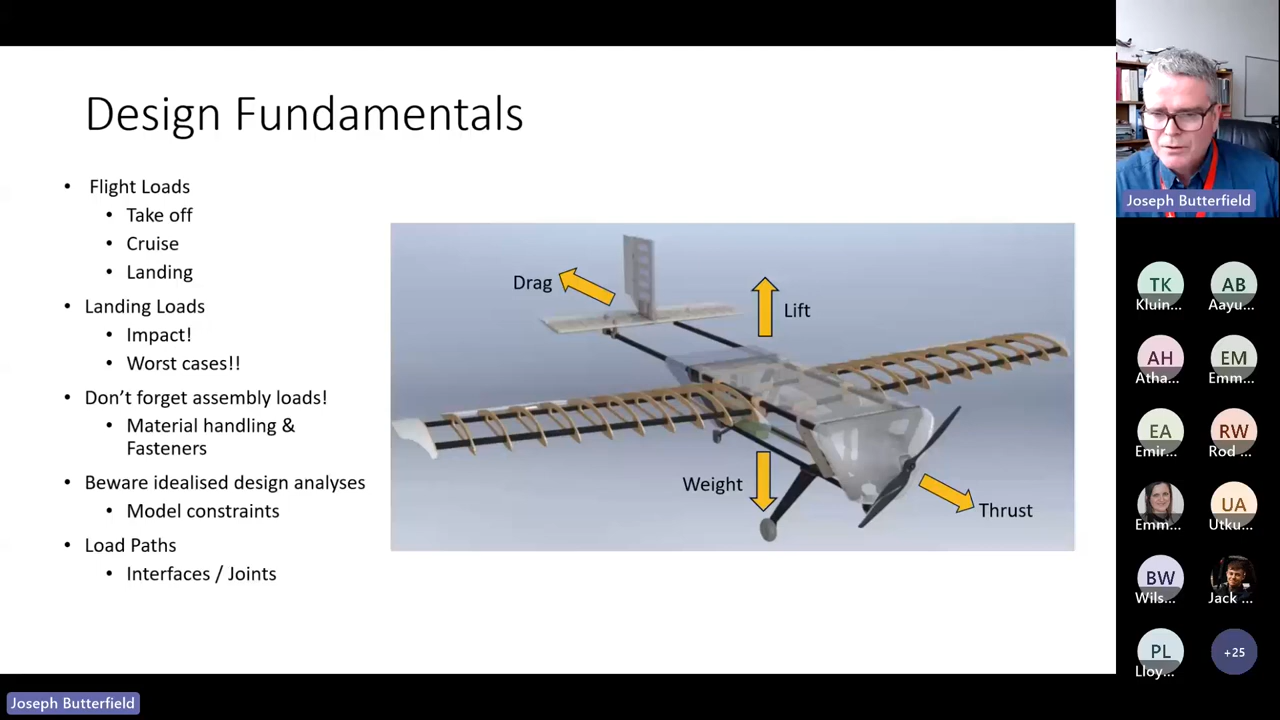 Design Fundamentals
• Flight Loads
• Take off
• Cruise
• Landing
• Landing Loads
• Impact!
• Worst cases!!
• Don’t forget assembly loads!
• Material handling &
Fasteners
• Beware idealised design analyses
• Model constraints
• Load Paths
• Interfaces / Joints
Drag
Lift
Weight
Thrust
Joseph Butterfield
TK
Kluin...
AB
Aayu...
AH
Atha...
EM
Emm...
EA
Emir...
RW
Rod ...
Emm...
UA
Utku...
BW
Wils...
Jack ...
PL
Lloy...
+25
Joseph Butterfield